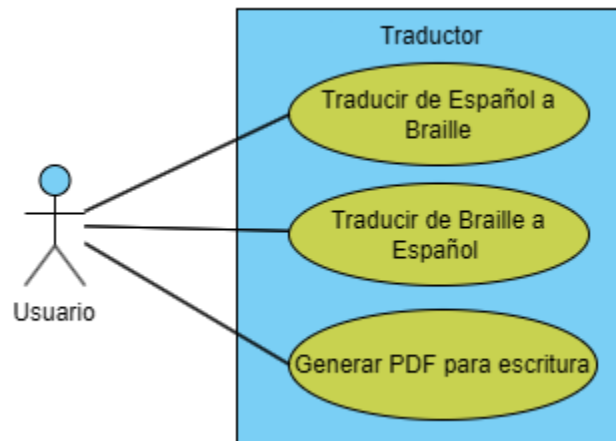 Traductor
Traducir de Español a
Braille
Traducir de Braille a
Español
Usuario
Generar PDF para escritura